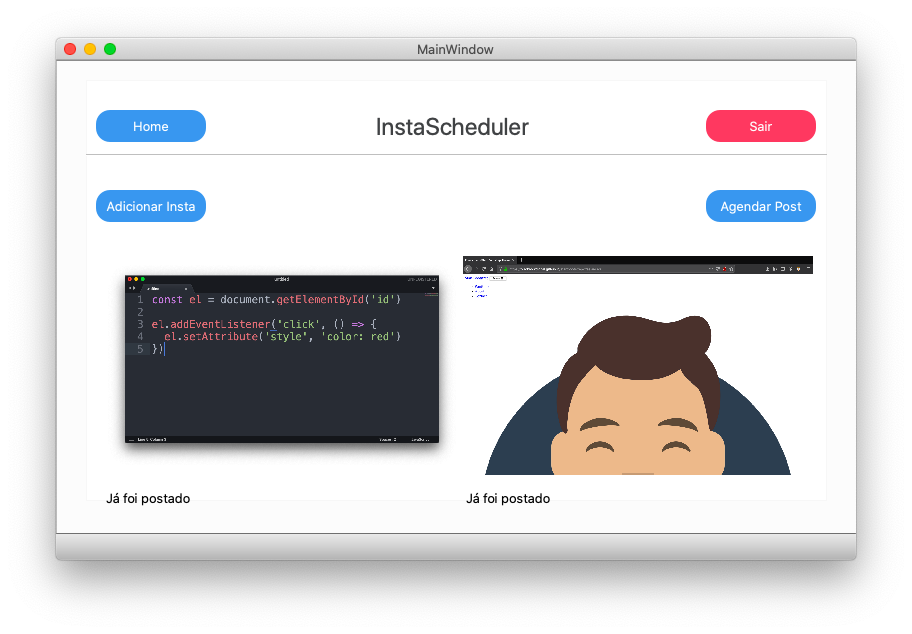 MainWindow
Home
InstaScheduler
Sair
Adicionar Insta
Agendar Post
untitled
1 const el = document.getElementById('id')
2
3 el.addEventListener('click', () => {
4 el.setAttribute('style', 'color: red')
5 })
Já foi postado
Já foi postado